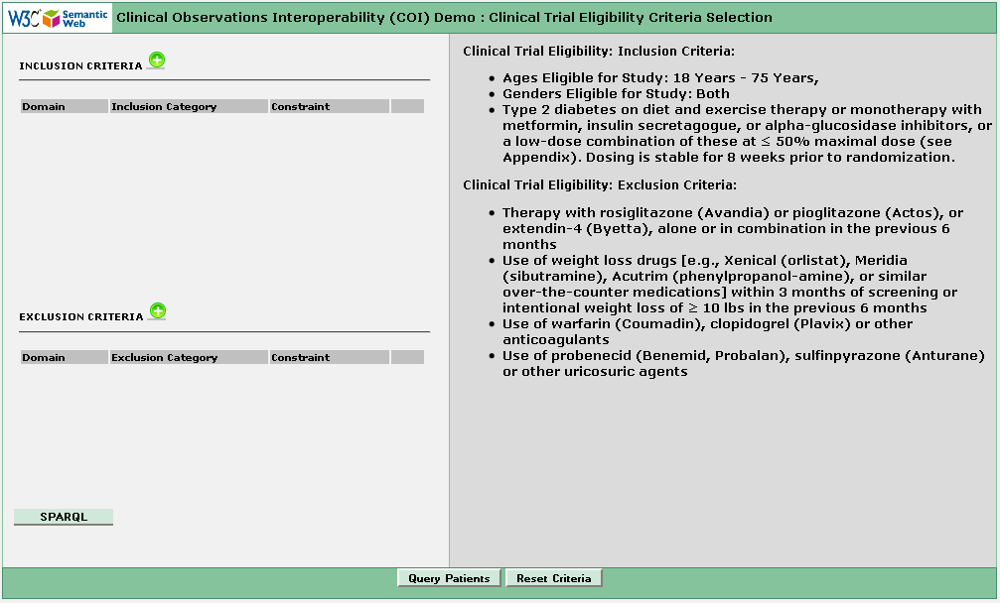 W3C Semantic Web
Clinical Observations Interoperability (COI) Demo : Clinical Trial Eligibility Criteria Selection
INCLUSION CRITERIA
Domain Inclusion Category Constraint
EXCLUSION CRITERIA
Domain Exclusion Category Constraint
SPARQL
Clinical Trial Eligibility: Inclusion Criteria:
• Ages Eligible for Study: 18 Years - 75 Years,
• Genders Eligible for Study: Both
• Type 2 diabetes on diet and exercise therapy or monotherapy with
metformin, insulin secretagogue, or alpha-glucosidase inhibitors, or
a low-dose combination of these at ≤ 50% maximal dose (see
Appendix). Dosing is stable for 8 weeks prior to randomization.
Clinical Trial Eligibility: Exclusion Criteria:
• Therapy with rosiglitazone (Avandia) or pioglitazone (Actos), or
extendin-4 (Byetta), alone or in combination in the previous 6
months
• Use of weight loss drugs [e.g., Xenical (orlistat), Meridia
(sibutramine), Acutrim (phenylpropanol-amine), or similar
over-the-counter medications] within 3 months of screening or
intentional weight loss of ≥ 10 lbs in the previous 6 months
• Use of warfarin (Coumadin), clopidogrel (Plavix) or other
anticoagulants
• Use of probenecid (Benemid, Probalan), sulfinpyrazone (Anturane)
or other uricosuric agents
Query Patients Reset Criteria